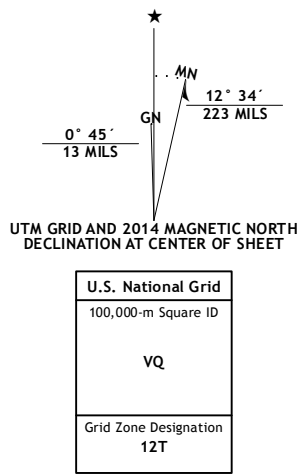 MN
GN
12° 34´
223 MILS
0° 45´
13 MILS
UTM GRID AND 2014 MAGNETIC NORTH
DECLINATION AT CENTER OF SHEET
U.S. National Grid
100,000-m Square ID
VQ
Grid Zone Designation
12T